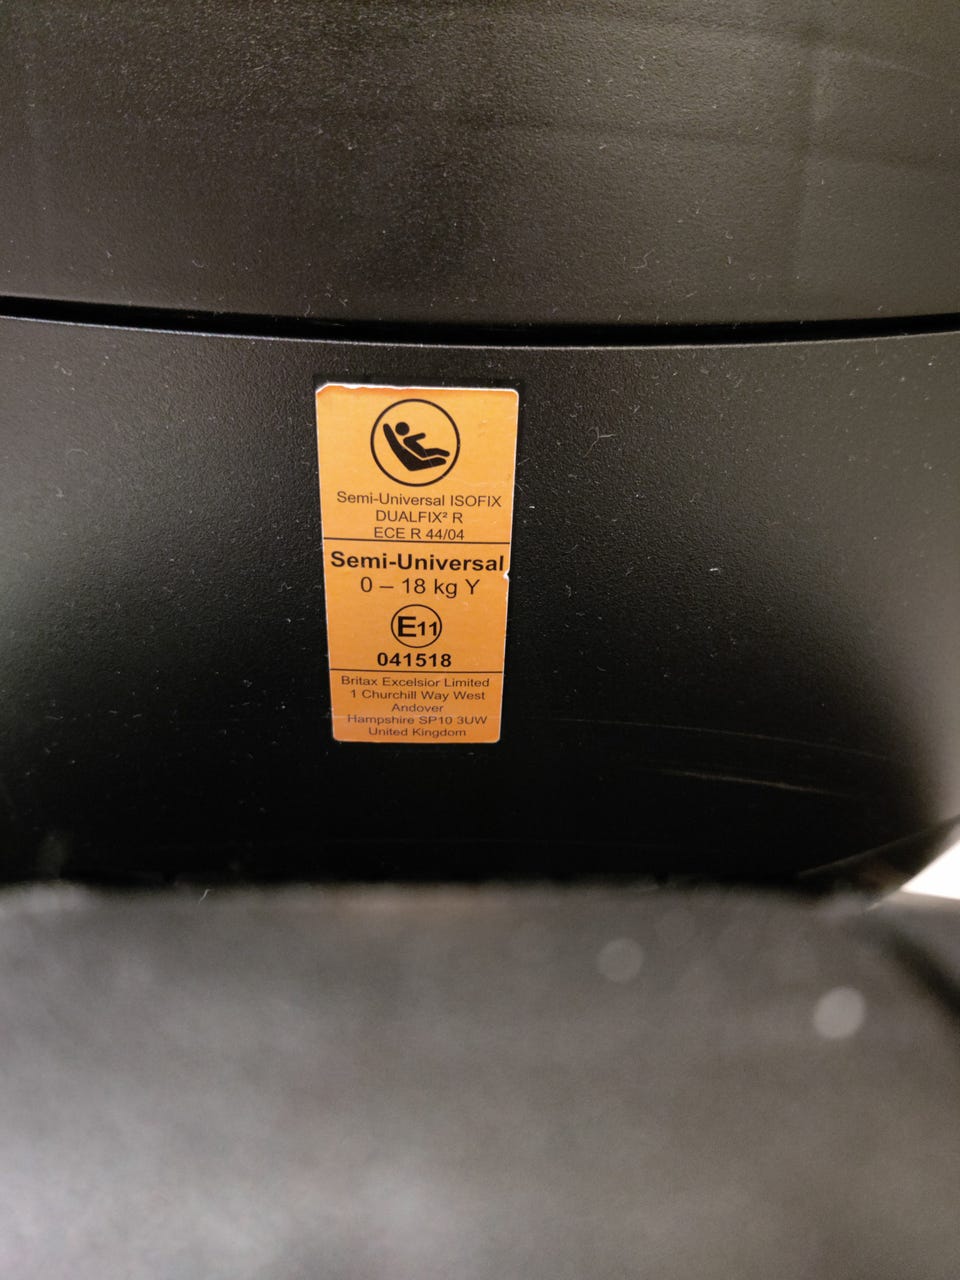 Semi-Universal ISOFIX
DUALFIX² R
ECE R 44/04
Semi-Universal
0 – 18 kg Y
E11
041518
Britax Excelsior Limited
1 Churchill Way West
Andover
Hampshire SP10 3UW
United Kingdom